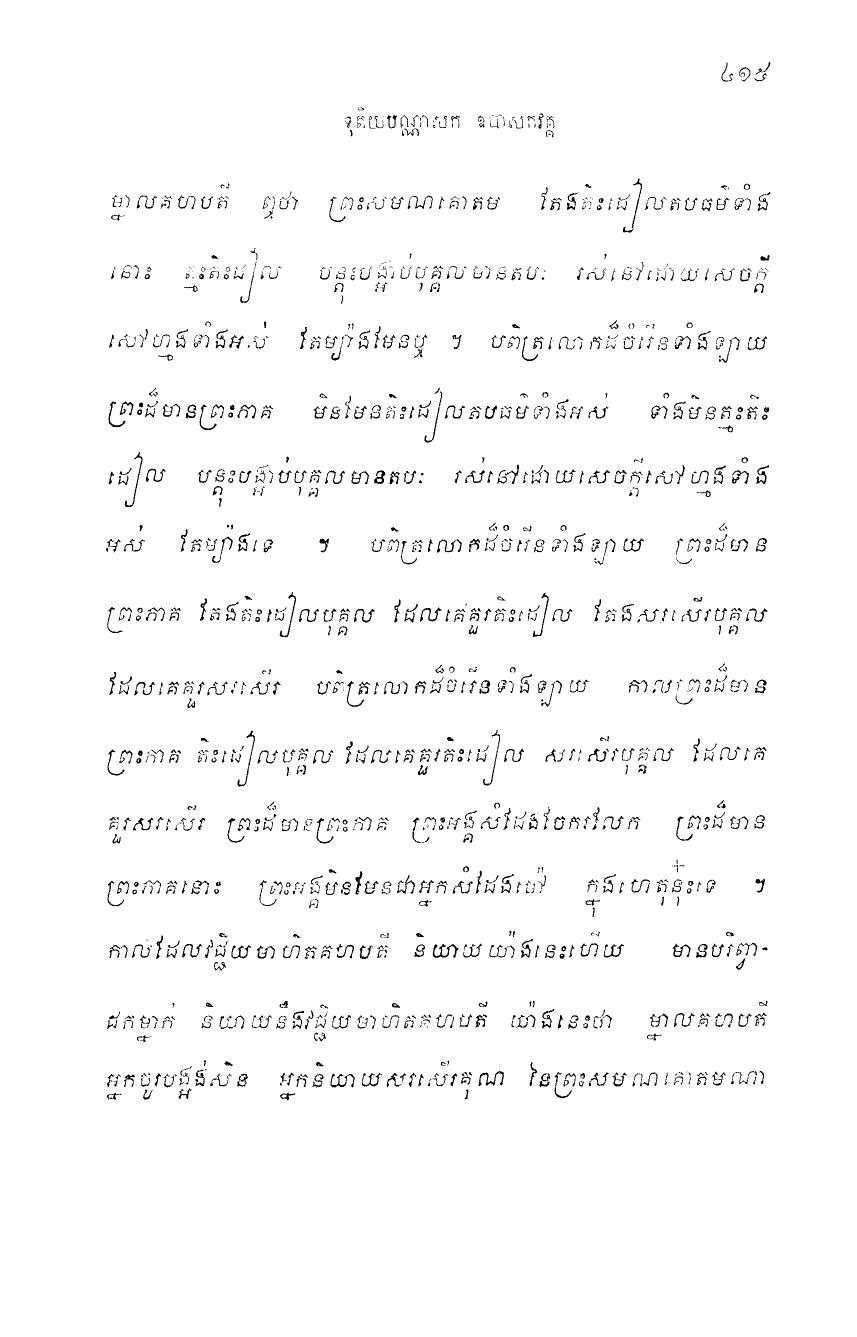 ៤១៥
ទុតិយបណ្ណាសក ឧបាសកវគ្គ
ម្នាលគហបតី ឮថា ព្រះសមណគោតម តែងតិះដៀលតបធម៌ទាំង
នោះ ត្មះតិះដៀល បន្តុះបង្អាប់បុគ្គលមានតបៈ រស់នៅដោយសេចក្តី
សៅហ្មងទាំងអស់ តែម្យ៉ាងមែនឬ ។ បពិត្រលោកដ៏ចំរើនទាំងឡាយ
ព្រះដ៏មានព្រះភាគ មិនមែនតិះដៀលតបធម៌ទាំងអស់ ទាំងមិនត្មះតិះ
ដៀល បន្តុះបង្អាប់បុគ្គលមានតបៈ រស់នៅដោយសេចក្តីសៅហ្មងទាំង
អស់ តែម្យ៉ាងទេ ។ បពិត្រលោកដ៏ចំរើនទាំងឡាយ ព្រះដ៏មាន
ព្រះភាគ តែងតិះដៀលបុគ្គល ដែលគេគួរតិះដៀល តែងសរសើរបុគ្គល
ដែលគេគួរសរសើរ បពិត្រលោកដ៏ចំរើនទាំងឡាយ កាលព្រះដ៏មាន
ព្រះភាគ តិះដៀលបុគ្គល ដែលគេគួរតិះដៀល សរសើរបុគ្គល ដែលគេ
គួរសរសើរ ព្រះដ៏មានព្រះភាគ ព្រះអង្គសំដែងចែករលែក ព្រះដ៏មាន
ព្រះភាគនោះ ព្រះអង្គមិនមែនជាអ្នកសំដែងចៅ៉ ក្នុងហេតុនុ៎ះទេ ។
កាលដែលវជ្ជិយមាហិតគហបតី និយាយយ៉ាងនេះហើយ មានបរិព្វា-
ជកម្នាក់ និយាយនឹងវជ្ជិយមាហិតគហបតី យ៉ាងនេះថា ម្នាលគហបតី
អ្នកចូរបង្អង់សិន អ្នកនិយាយសរសើរគុណ នៃព្រះសមណគោតមណា